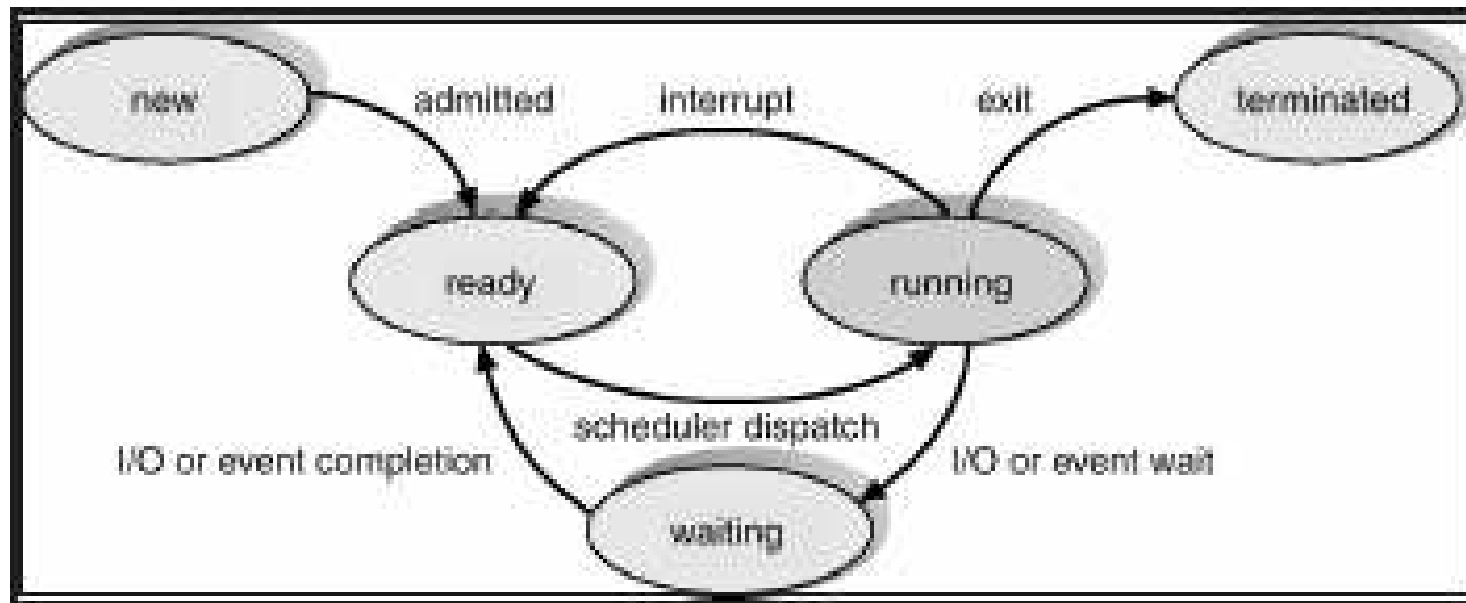 new
admitted
interrupt
exit
terminated
ready
running
scheduler dispatch
I/O or event completion
I/O or event wait
waiting